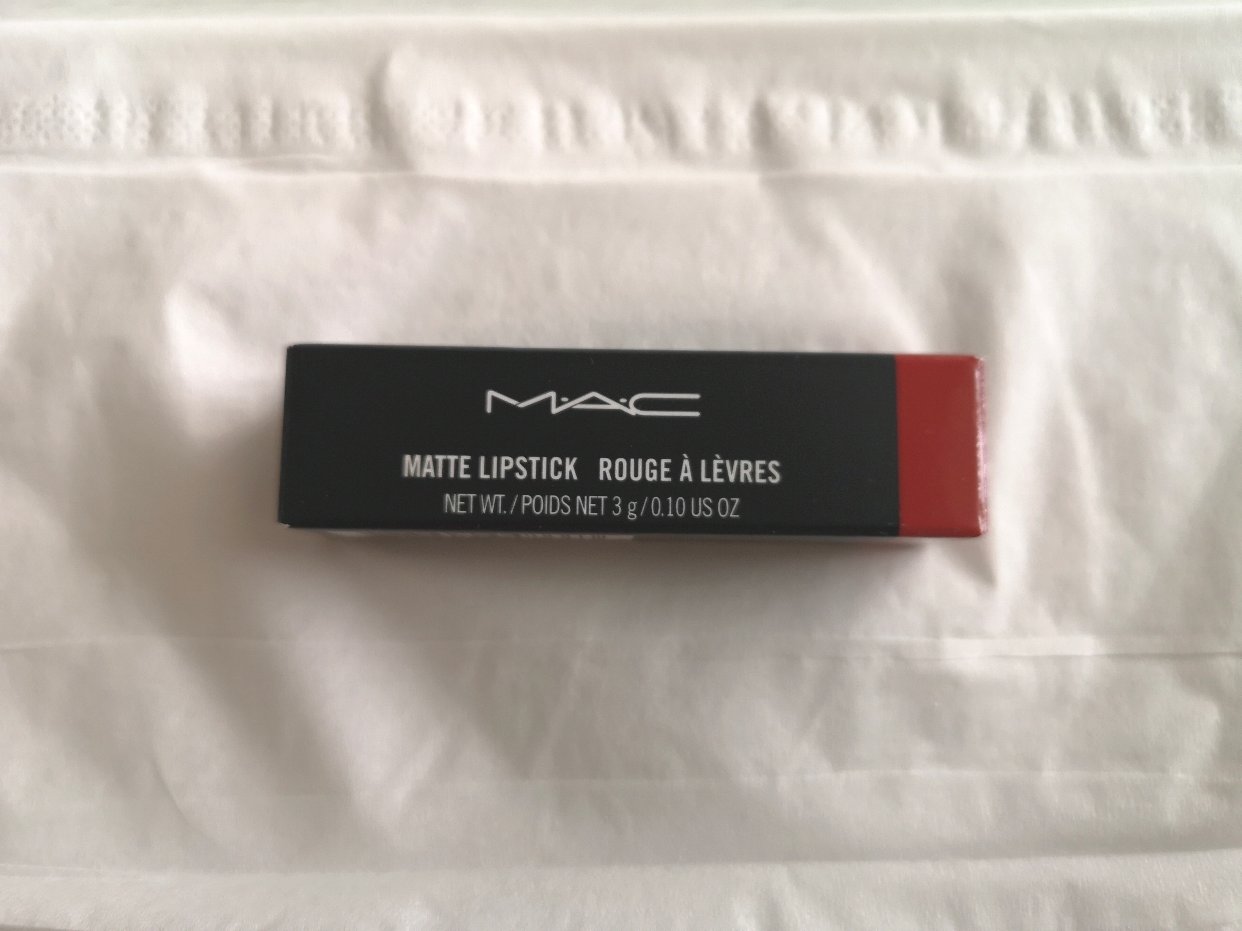 M·A·C
MATTE LIPSTICK ROUGE À LÈVRES
NET WT. / POIDS NET 3 g / 0.10 US OZ